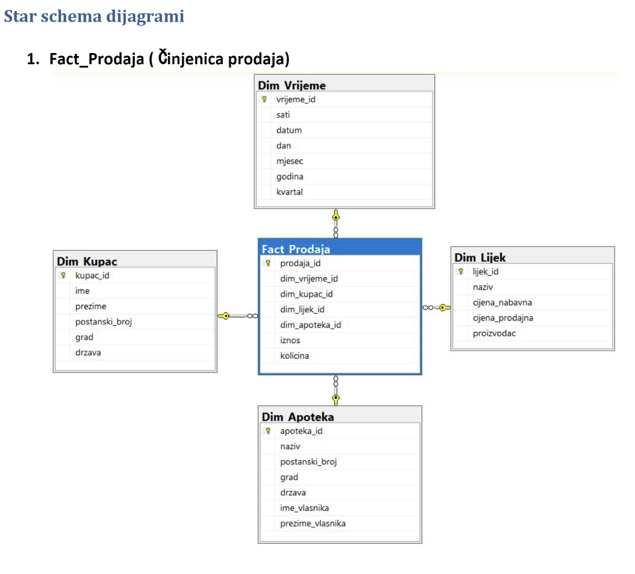 Star schema dijagrami
1. Fact_Prodaja ( Činjenica prodaja)
Dim Vrijeme
vrijeme_id
sati
datum
dan
mjesec
godina
kvartal
Dim Kupac
kupac_id
ime
prezime
postanski_broj
grad
drzava
Fact Prodaja
prodaja_id
dim_vrijeme_id
dim_kupac_id
dim_lijek_id
dim_apoteka_id
iznos
kolicina
Dim Lijek
lijek_id
naziv
cijena_nabavna
cijena_prodajna
proizvodac
Dim Apoteka
apoteka_id
naziv
postanski_broj
grad
drzava
ime_vlasnika
prezime_vlasnika